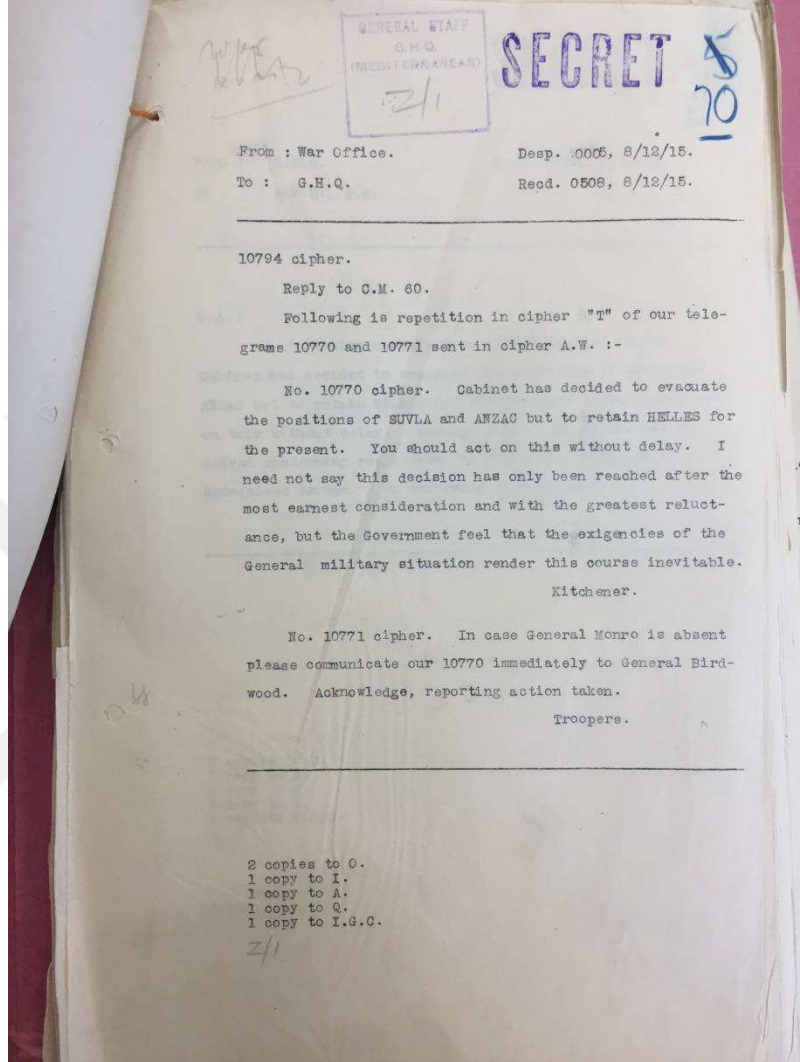 GENERAL STAFF
G.H.Q.
(MEDITERRANEAN)
Z/1
SECRET
5
70
From : War Office.
Desp. 0005, 8/12/15.
To : G.H.Q.
Recd. 0508, 8/12/15.
10794 cipher.
Reply to C.M. 60.
Following is repetition in cipher "T" of our tele-
grams 10770 and 10771 sent in cipher A.W. :-
No. 10770 cipher. Cabinet has decided to evacuate
the positions of SUVLA and ANZAC but to retain HELLES for
the present. You should act on this without delay. I
need not say this decision has only been reached after the
most earnest consideration and with the greatest reluct-
ance, but the Government feel that the exigencies of the
General military situation render this course inevitable.
Kitchener.
No. 10771 cipher. In case General Monro is absent
please communicate our 10770 immediately to General Bird-
wood. Acknowledge, reporting action taken.
Troopers.
2 copies to O.
1 copy to I.
1 copy to A.
1 copy to Q.
1 copy to I.G.C.
Z/1